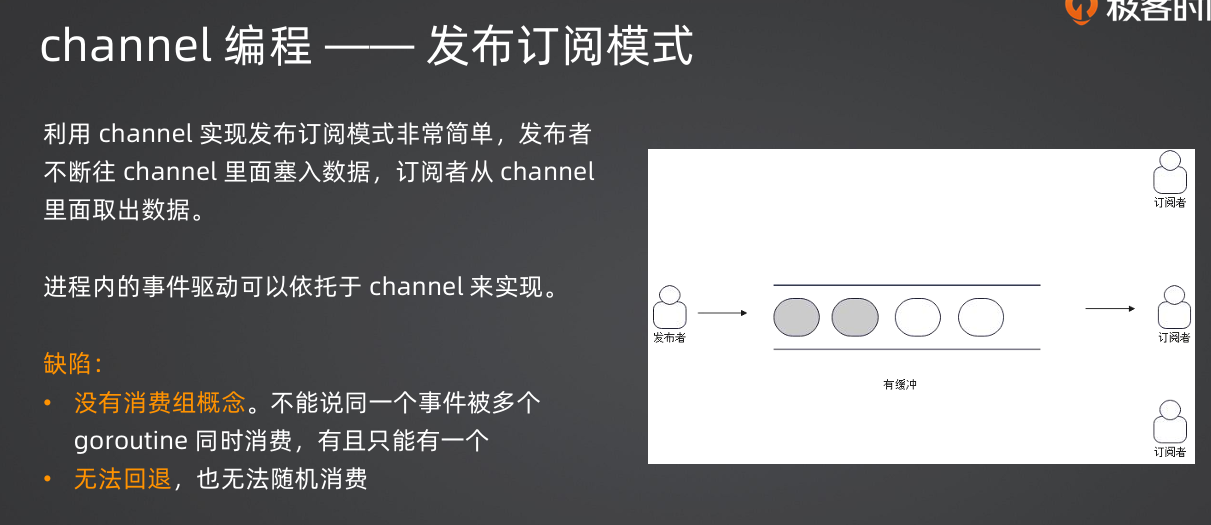 极客时
channel 编程 —— 发布订阅模式
利用 channel 实现发布订阅模式非常简单，发布者
不断往 channel 里面塞入数据，订阅者从 channel
里面取出数据。
进程内的事件驱动可以依托于 channel 来实现。
缺陷：
• 没有消费组概念。不能说同一个事件被多个
goroutine 同时消费，有且只能有一个
• 无法回退，也无法随机消费
订阅者
发布者
订阅者
有缓冲
订阅者